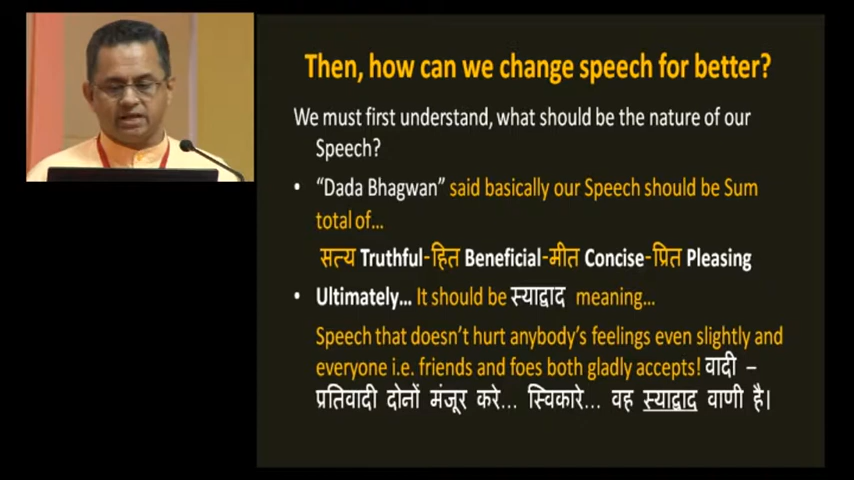 Then, how can we change speech for better?
We must first understand, what should be the nature of our
Speech?
• “Dada Bhagwan” said basically our Speech should be Sum
total of...
सत्य Truthful-हित Beneficial-मीत Concise-प्रित Pleasing
• Ultimately... It should be स्याद्वाद meaning...
Speech that doesn't hurt anybody's feelings even slightly and
everyone i.e. friends and foes both gladly accepts! वादी –
प्रतिवादी दोनों मंजूर करे... स्विकारे... वह स्याद्वाद वाणी है।